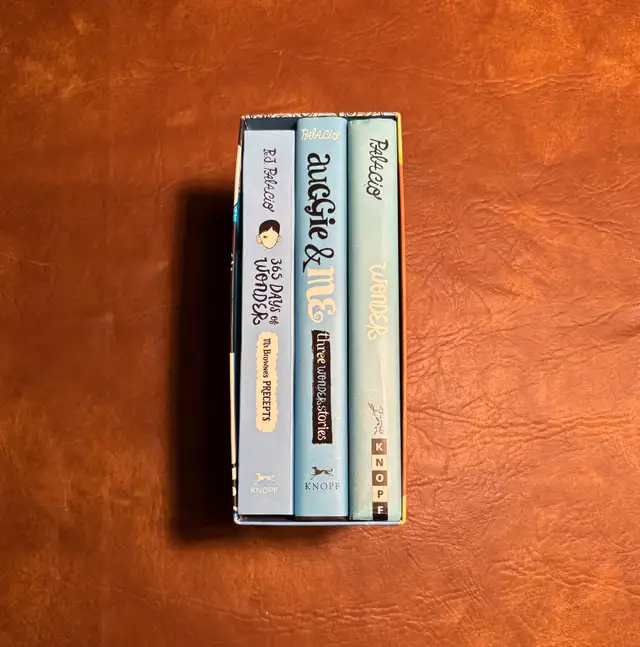 R.J. Palacio
365 DAYS of
WONDER
Mr. Browne's PRECEPTS
KNOPF
Palacio
auggie & ME
three WONDER stories
KNOPF
Palacio
WONDER
KNOPF